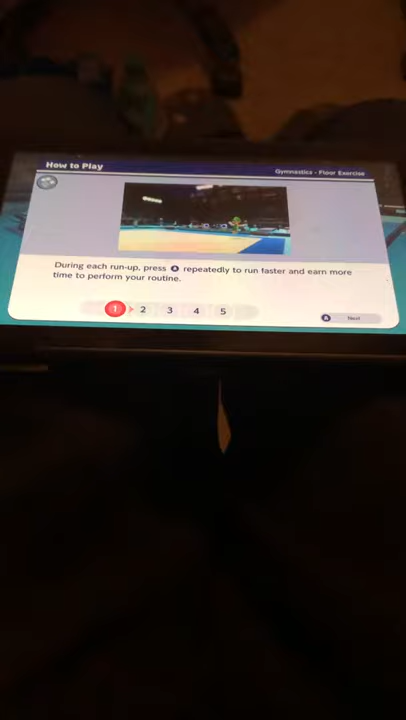 How to Play
Gymnastics - Floor Exercise
During each run-up, press A repeatedly to run faster and earn more
time to perform your routine.
1 2 3 4 5
A Next